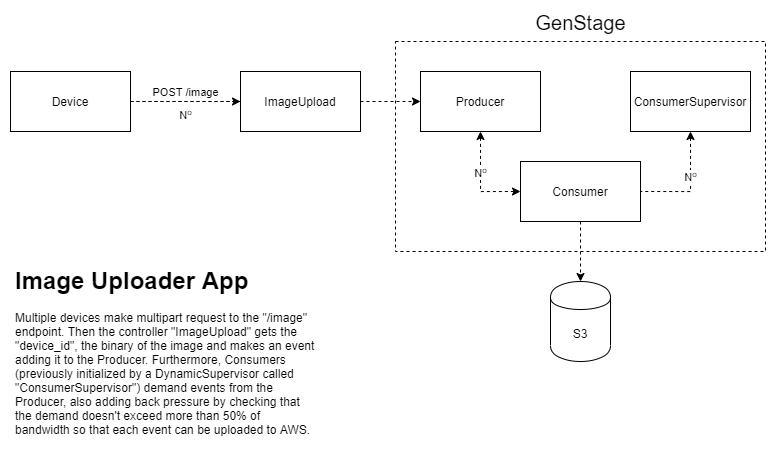 GenStage
Device
POST /image
Nº
ImageUpload
Producer
ConsumerSupervisor
Nº
Nº
Consumer
S3
Image Uploader App
Multiple devices make multipart request to the "/image"
endpoint. Then the controller "ImageUpload" gets the
"device_id", the binary of the image and makes an event
adding it to the Producer. Furthermore, Consumers
(previously initialized by a DynamicSupervisor called
"ConsumerSupervisor") demand events from the
Producer, also adding back pressure by checking that
the demand doesn't exceed more than 50% of
bandwidth so that each event can be uploaded to AWS.